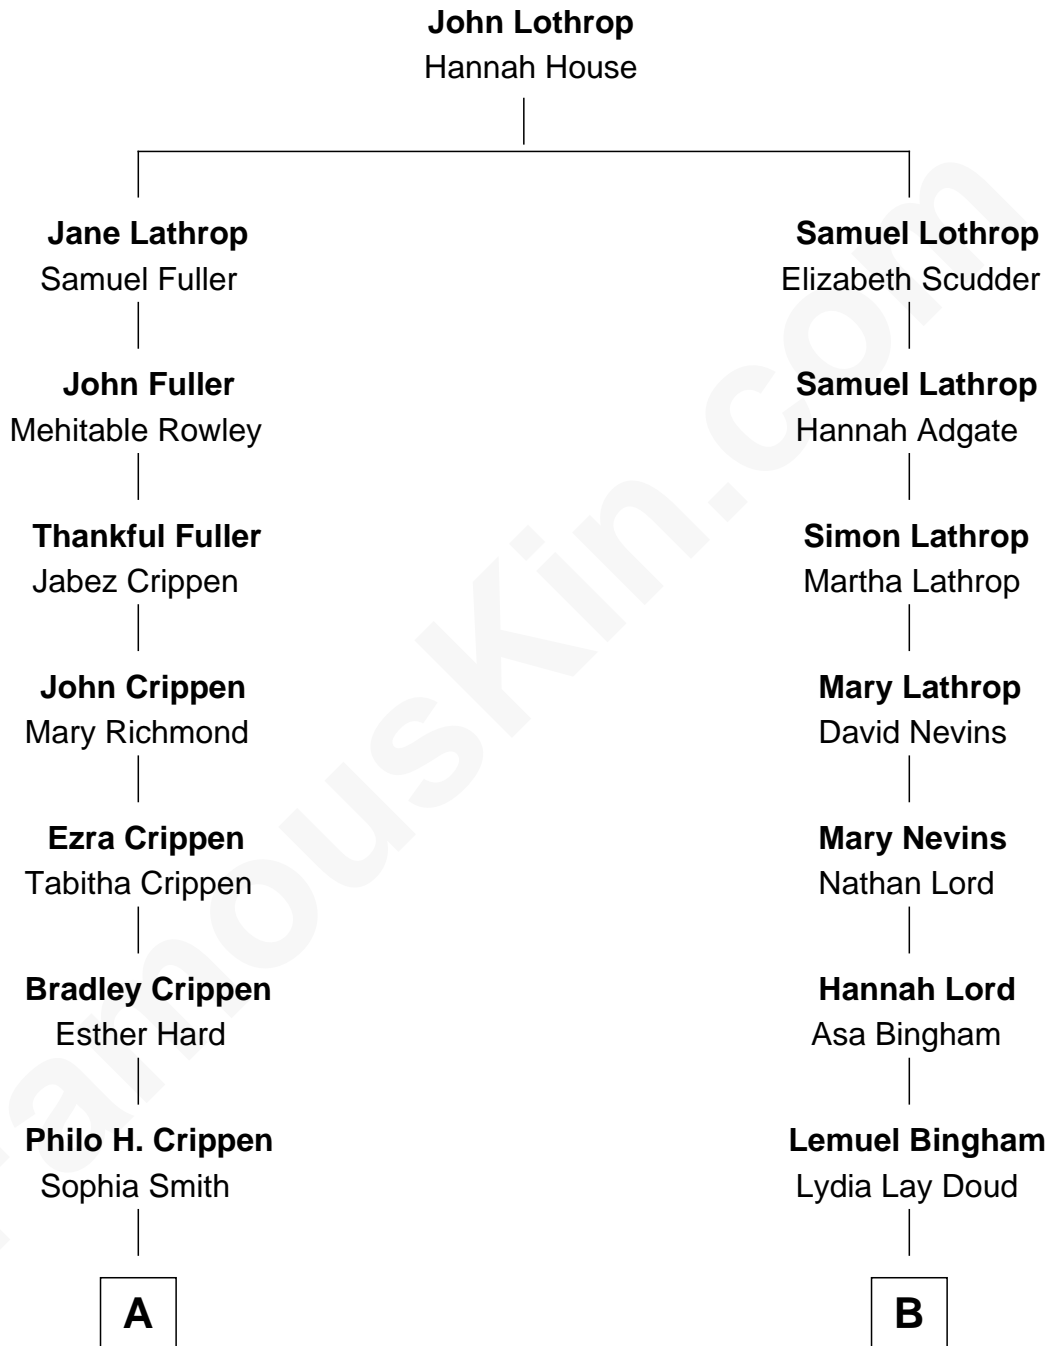 John Lothrop
Hannah House
Jane Lathrop
Samuel Fuller
Samuel Lothrop
Elizabeth Scudder
John Fuller
Mehitable Rowley
Samuel Lathrop
Hannah Adgate
Thankful Fuller
Jabez Crippen
Simon Lathrop
Martha Lathrop
John Crippen
Mary Richmond
Mary Lathrop
David Nevins
Ezra Crippen
Tabitha Crippen
Mary Nevins
Nathan Lord
Bradley Crippen
Esther Hard
Hannah Lord
Asa Bingham
Philo H. Crippen
Sophia Smith
Lemuel Bingham
Lydia Lay Doud
A
B
FamousKin.com